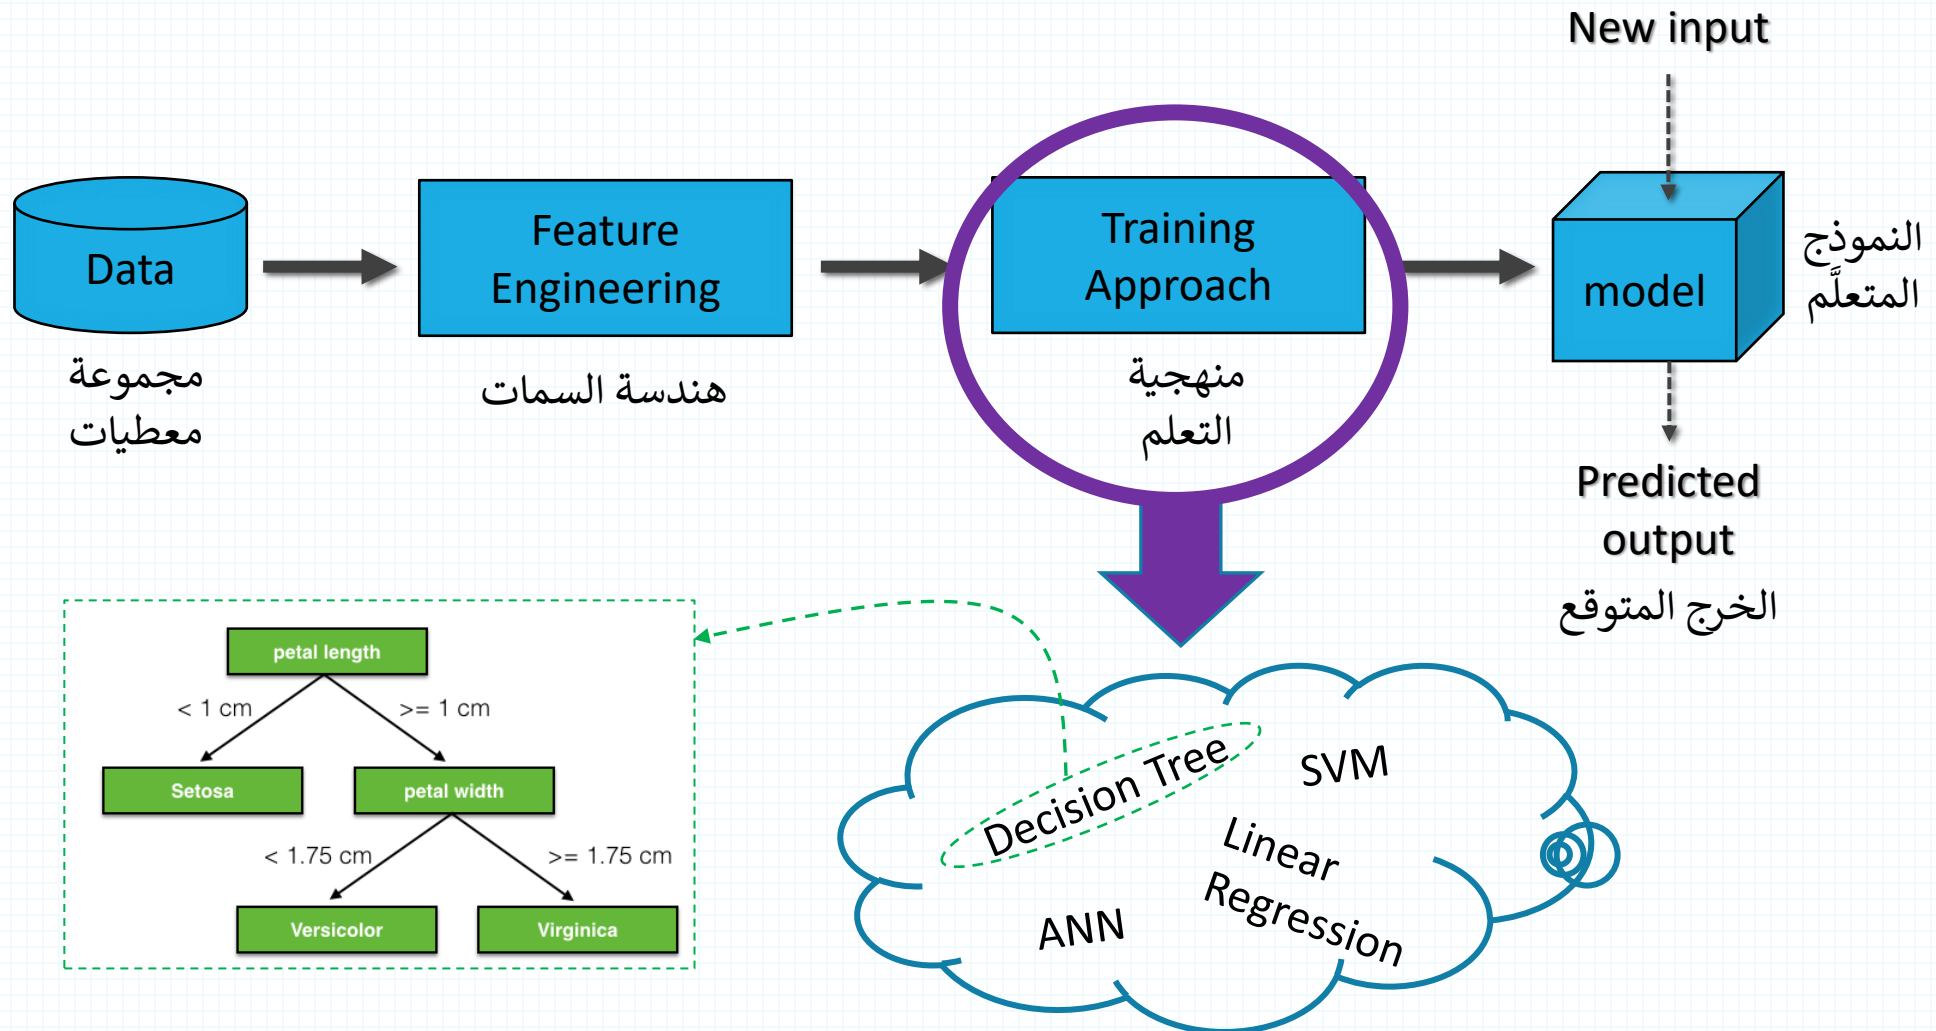 New input
Data
مجموعة
معطيات
Feature
Engineering
هندسة السمات
Training
Approach
منهجية
التعلم
model
النموذج
المتعلَّم
Predicted
output
الخرج المتوقع
petal length
< 1 cm
>= 1 cm
Setosa
petal width
< 1.75 cm
>= 1.75 cm
Versicolor
Virginica
Decision Tree
SVM
Linear
Regression
ANN